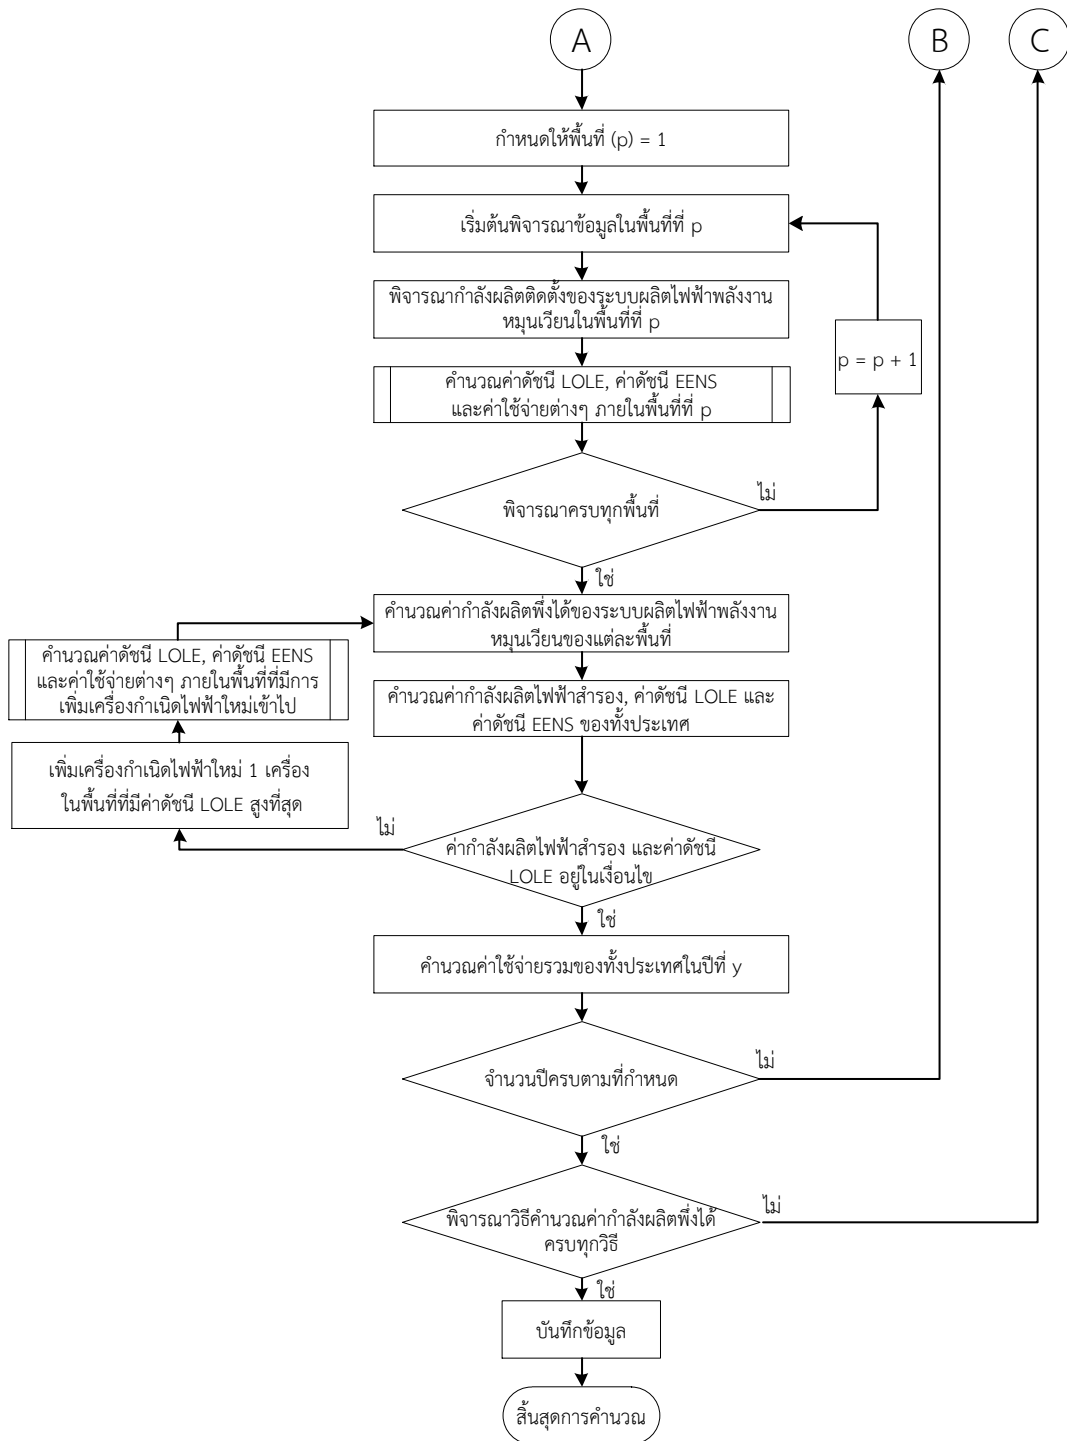 A
B
C
กำหนดให้พื้นที่ (p) = 1
เริ่มต้นพิจารณาข้อมูลในพื้นที่ที่ p
พิจารณากำลังผลิตติดตั้งของระบบผลิตไฟฟ้าพลังงาน
หมุนเวียนในพื้นที่ที่ p
p = p + 1
คำนวณค่าดัชนี LOLE, ค่าดัชนี EENS
และค่าใช้จ่ายต่างๆ ภายในพื้นที่ที่ p
พิจารณาครบทุกพื้นที่
ไม่
ใช่
คำนวณค่ากำลังผลิตพึ่งได้ของระบบผลิตไฟฟ้าพลังงาน
หมุนเวียนของแต่ละพื้นที่
คำนวณค่าดัชนี LOLE, ค่าดัชนี EENS
และค่าใช้จ่ายต่างๆ ภายในพื้นที่ที่มีการ
เพิ่มเครื่องกำเนิดไฟฟ้าใหม่เข้าไป
คำนวณค่ากำลังผลิตไฟฟ้าสำรอง, ค่าดัชนี LOLE และ
ค่าดัชนี EENS ของทั้งประเทศ
เพิ่มเครื่องกำเนิดไฟฟ้าใหม่ 1 เครื่อง
ในพื้นที่ที่มีค่าดัชนี LOLE สูงที่สุด
ไม่
ค่ากำลังผลิตไฟฟ้าสำรอง และค่าดัชนี
LOLE อยู่ในเงื่อนไข
ใช่
คำนวณค่าใช้จ่ายรวมของทั้งประเทศในปีที่ y
จำนวนปีครบตามที่กำหนด
ไม่
ใช่
พิจารณาวิธีคำนวณค่ากำลังผลิตพึ่งได้
ครบทุกวิธี
ไม่
ใช่
บันทึกข้อมูล
สิ้นสุดการคำนวณ